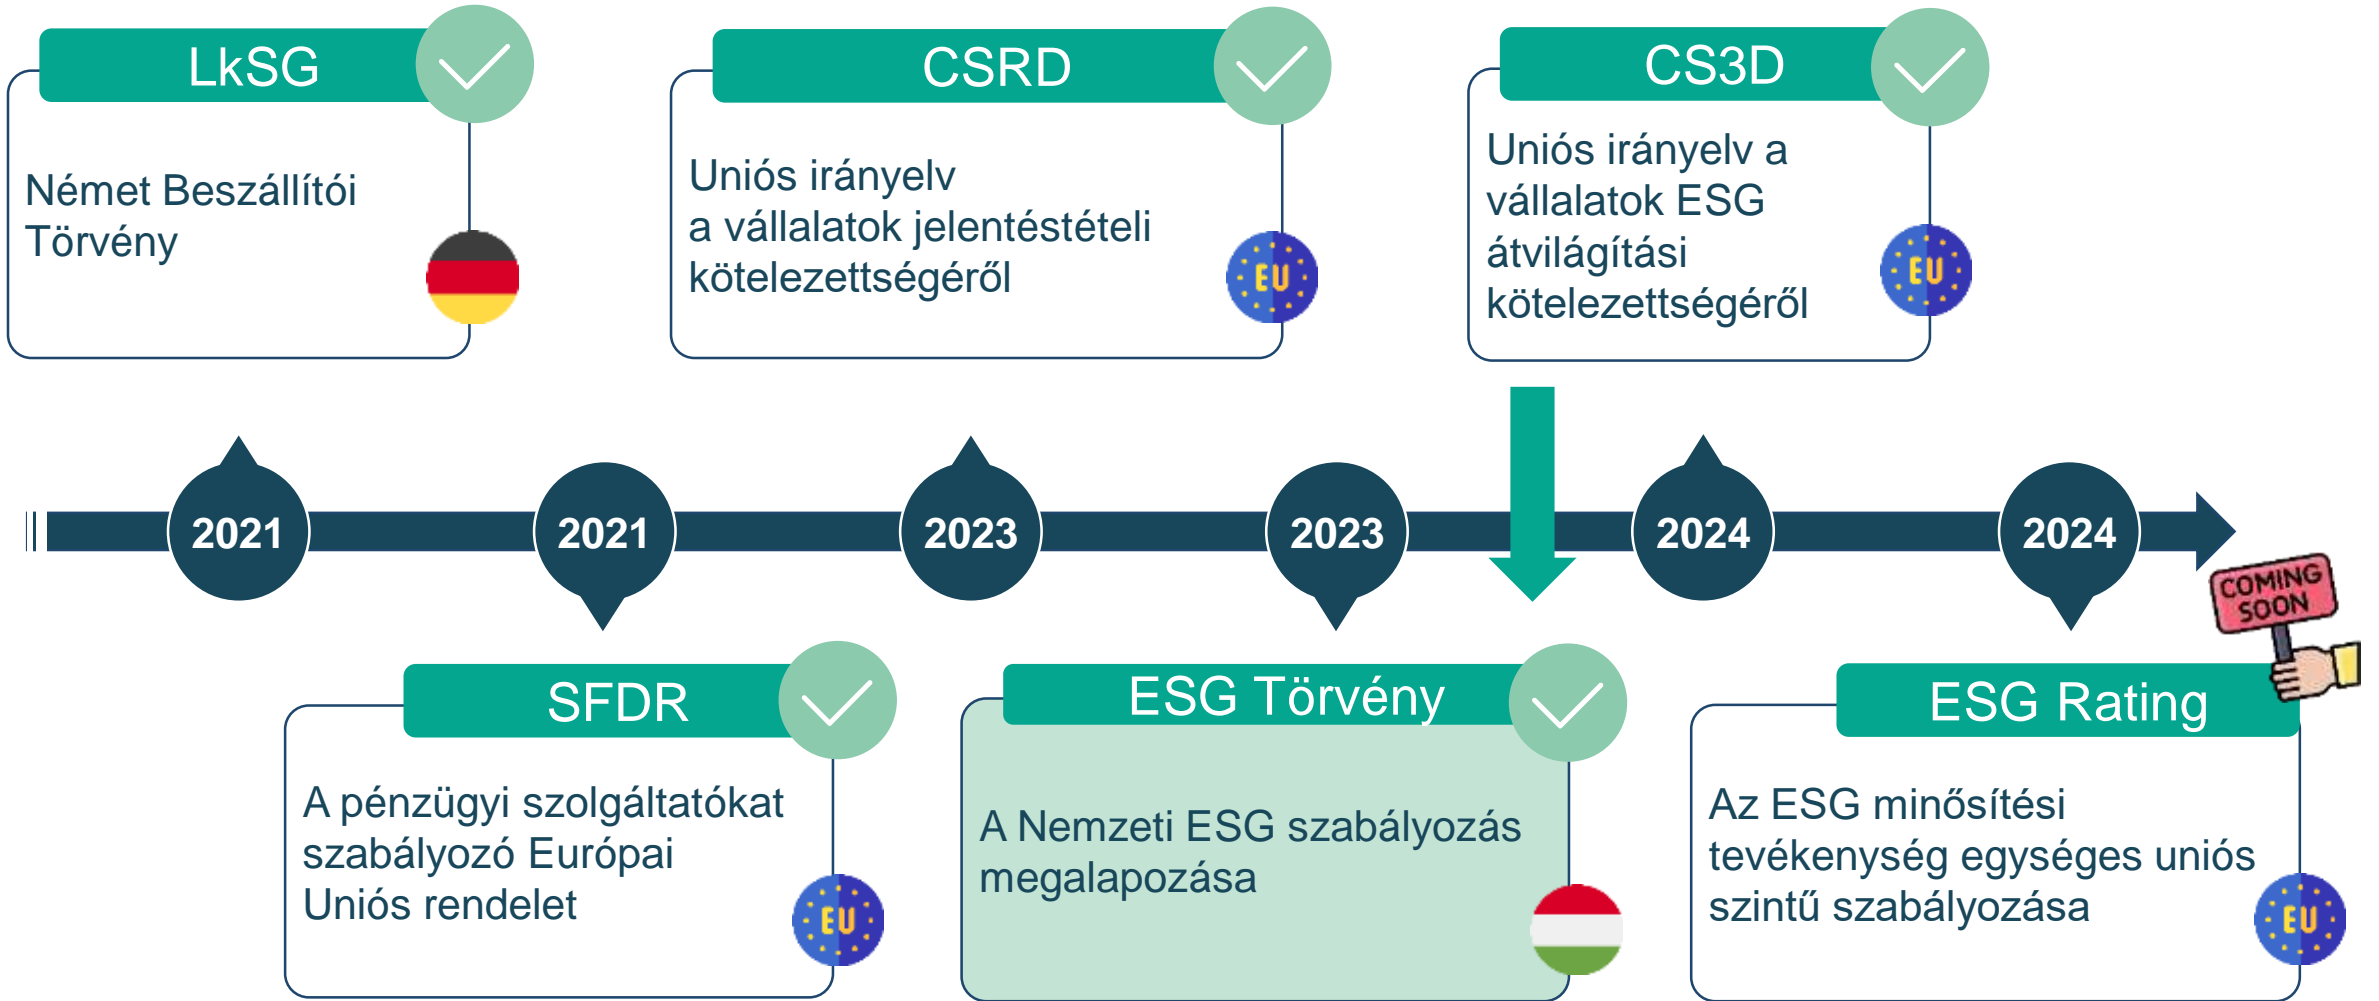 LkSG
Német Beszállítói
Törvény
CSRD
Uniós irányelv
a vállalatok jelentéstételi
kötelezettségéről
EU
CS3D
Uniós irányelv a
vállalatok ESG
átvilágítási
kötelezettségéről
EU
2021
2021
2023
2023
2024
2024
COMING
SOON
SFDR
A pénzügyi szolgáltatókat
szabályozó Európai
Uniós rendelet
EU
ESG Törvény
A Nemzeti ESG szabályozás
megalapozása
ESG Rating
Az ESG minősítési
tevékenység egységes uniós
szintű szabályozása
EU